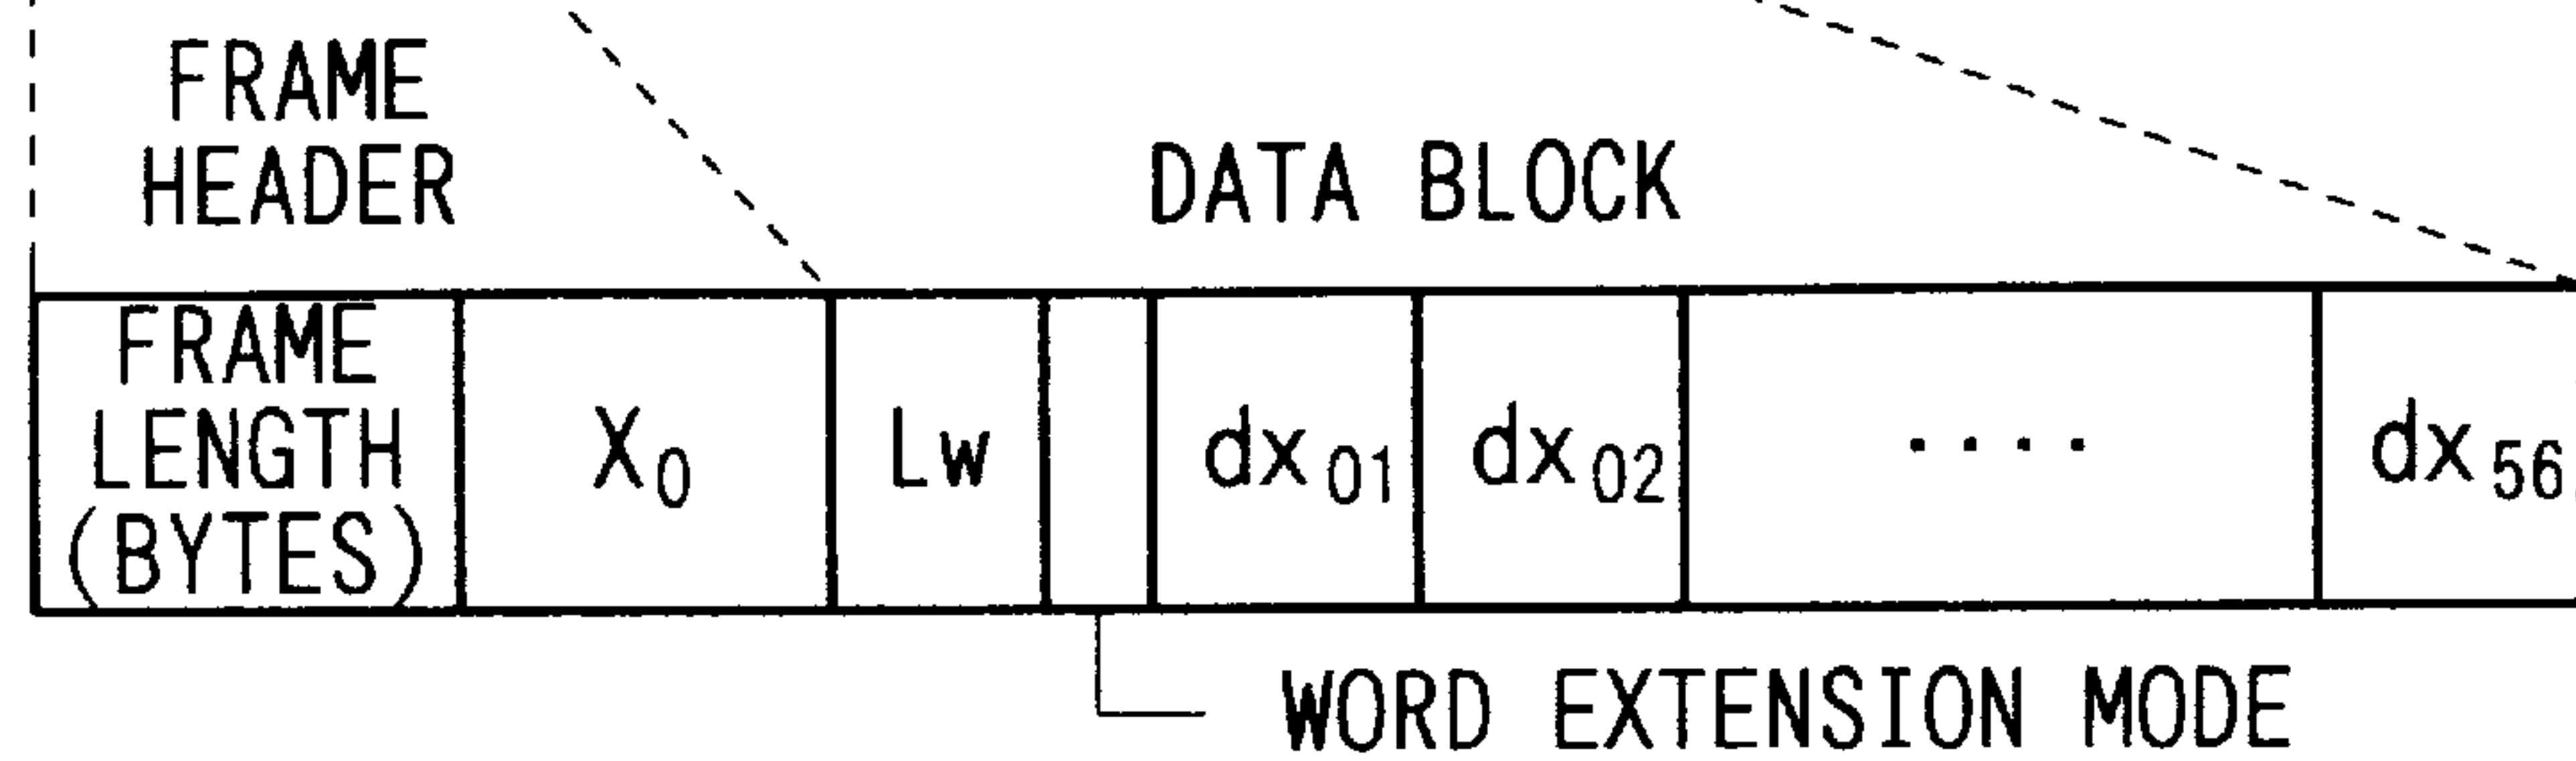 FRAME
HEADER
DATA BLOCK
FRAME
LENGTH
(BYTES)
X₀
Lw
dx₀₁
dx₀₂
....
dx₅₆
WORD EXTENSION MODE